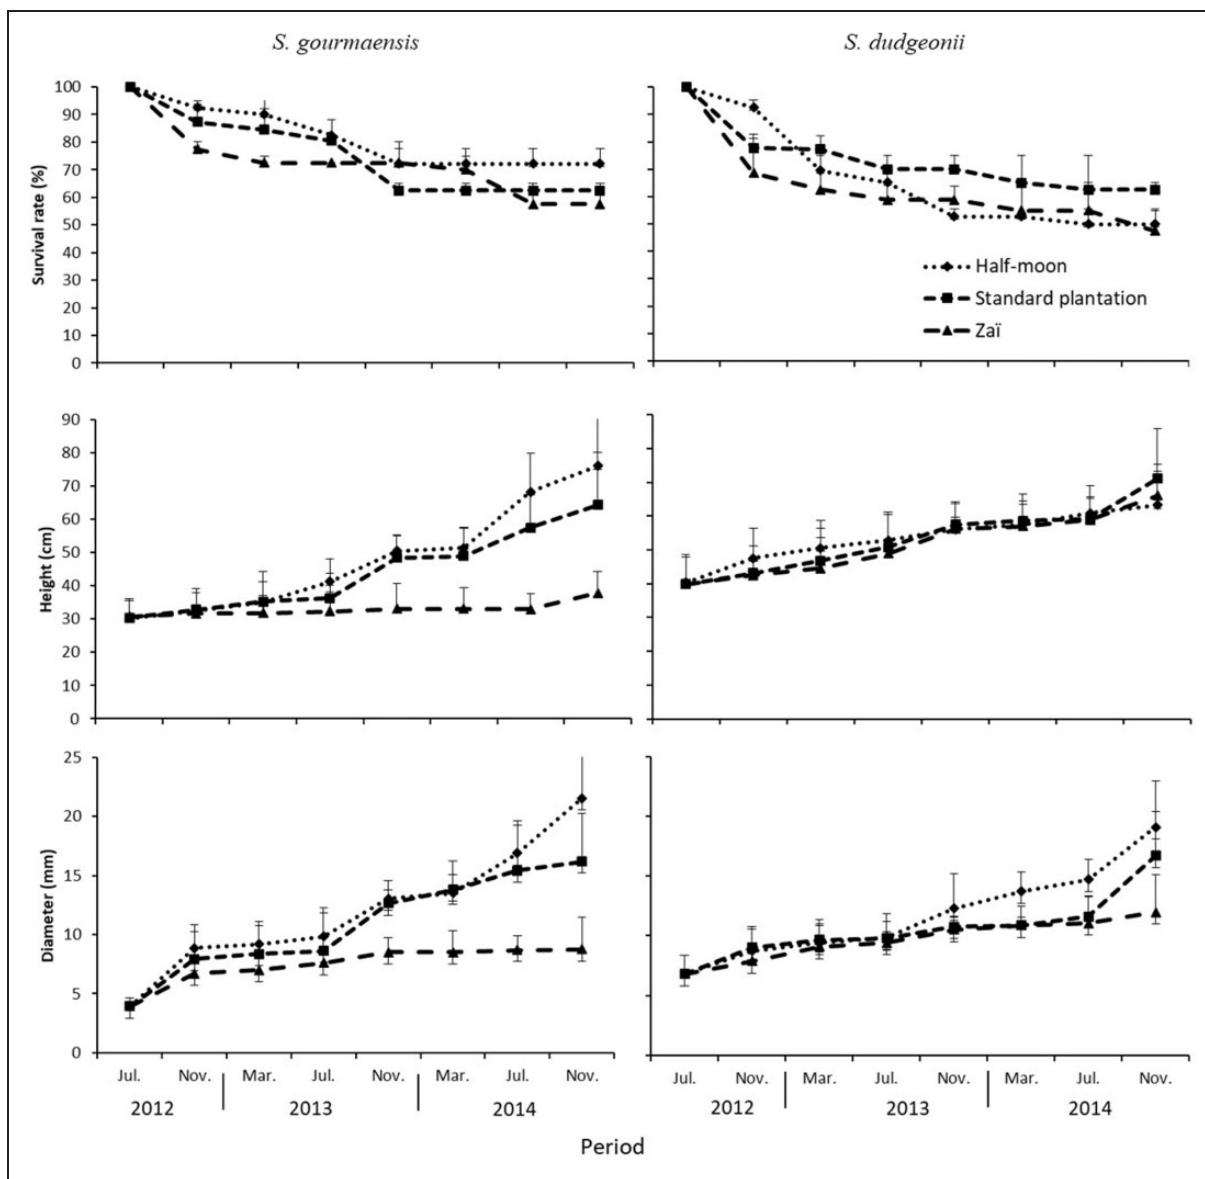 S. gourmaensis
S. dudgeonii
Survival rate (%)
100
90
80
70
60
50
40
30
20
10
0
Half-moon
Standard plantation
Zaï
Height (cm)
90
80
70
60
50
40
30
20
10
0
Diameter (mm)
25
20
15
10
5
0
Jul. Nov. Mar. Jul. Nov. Mar. Jul. Nov.
2012 2013 2014
Jul. Nov. Mar. Jul. Nov. Mar. Jul. Nov.
2012 2013 2014
Period